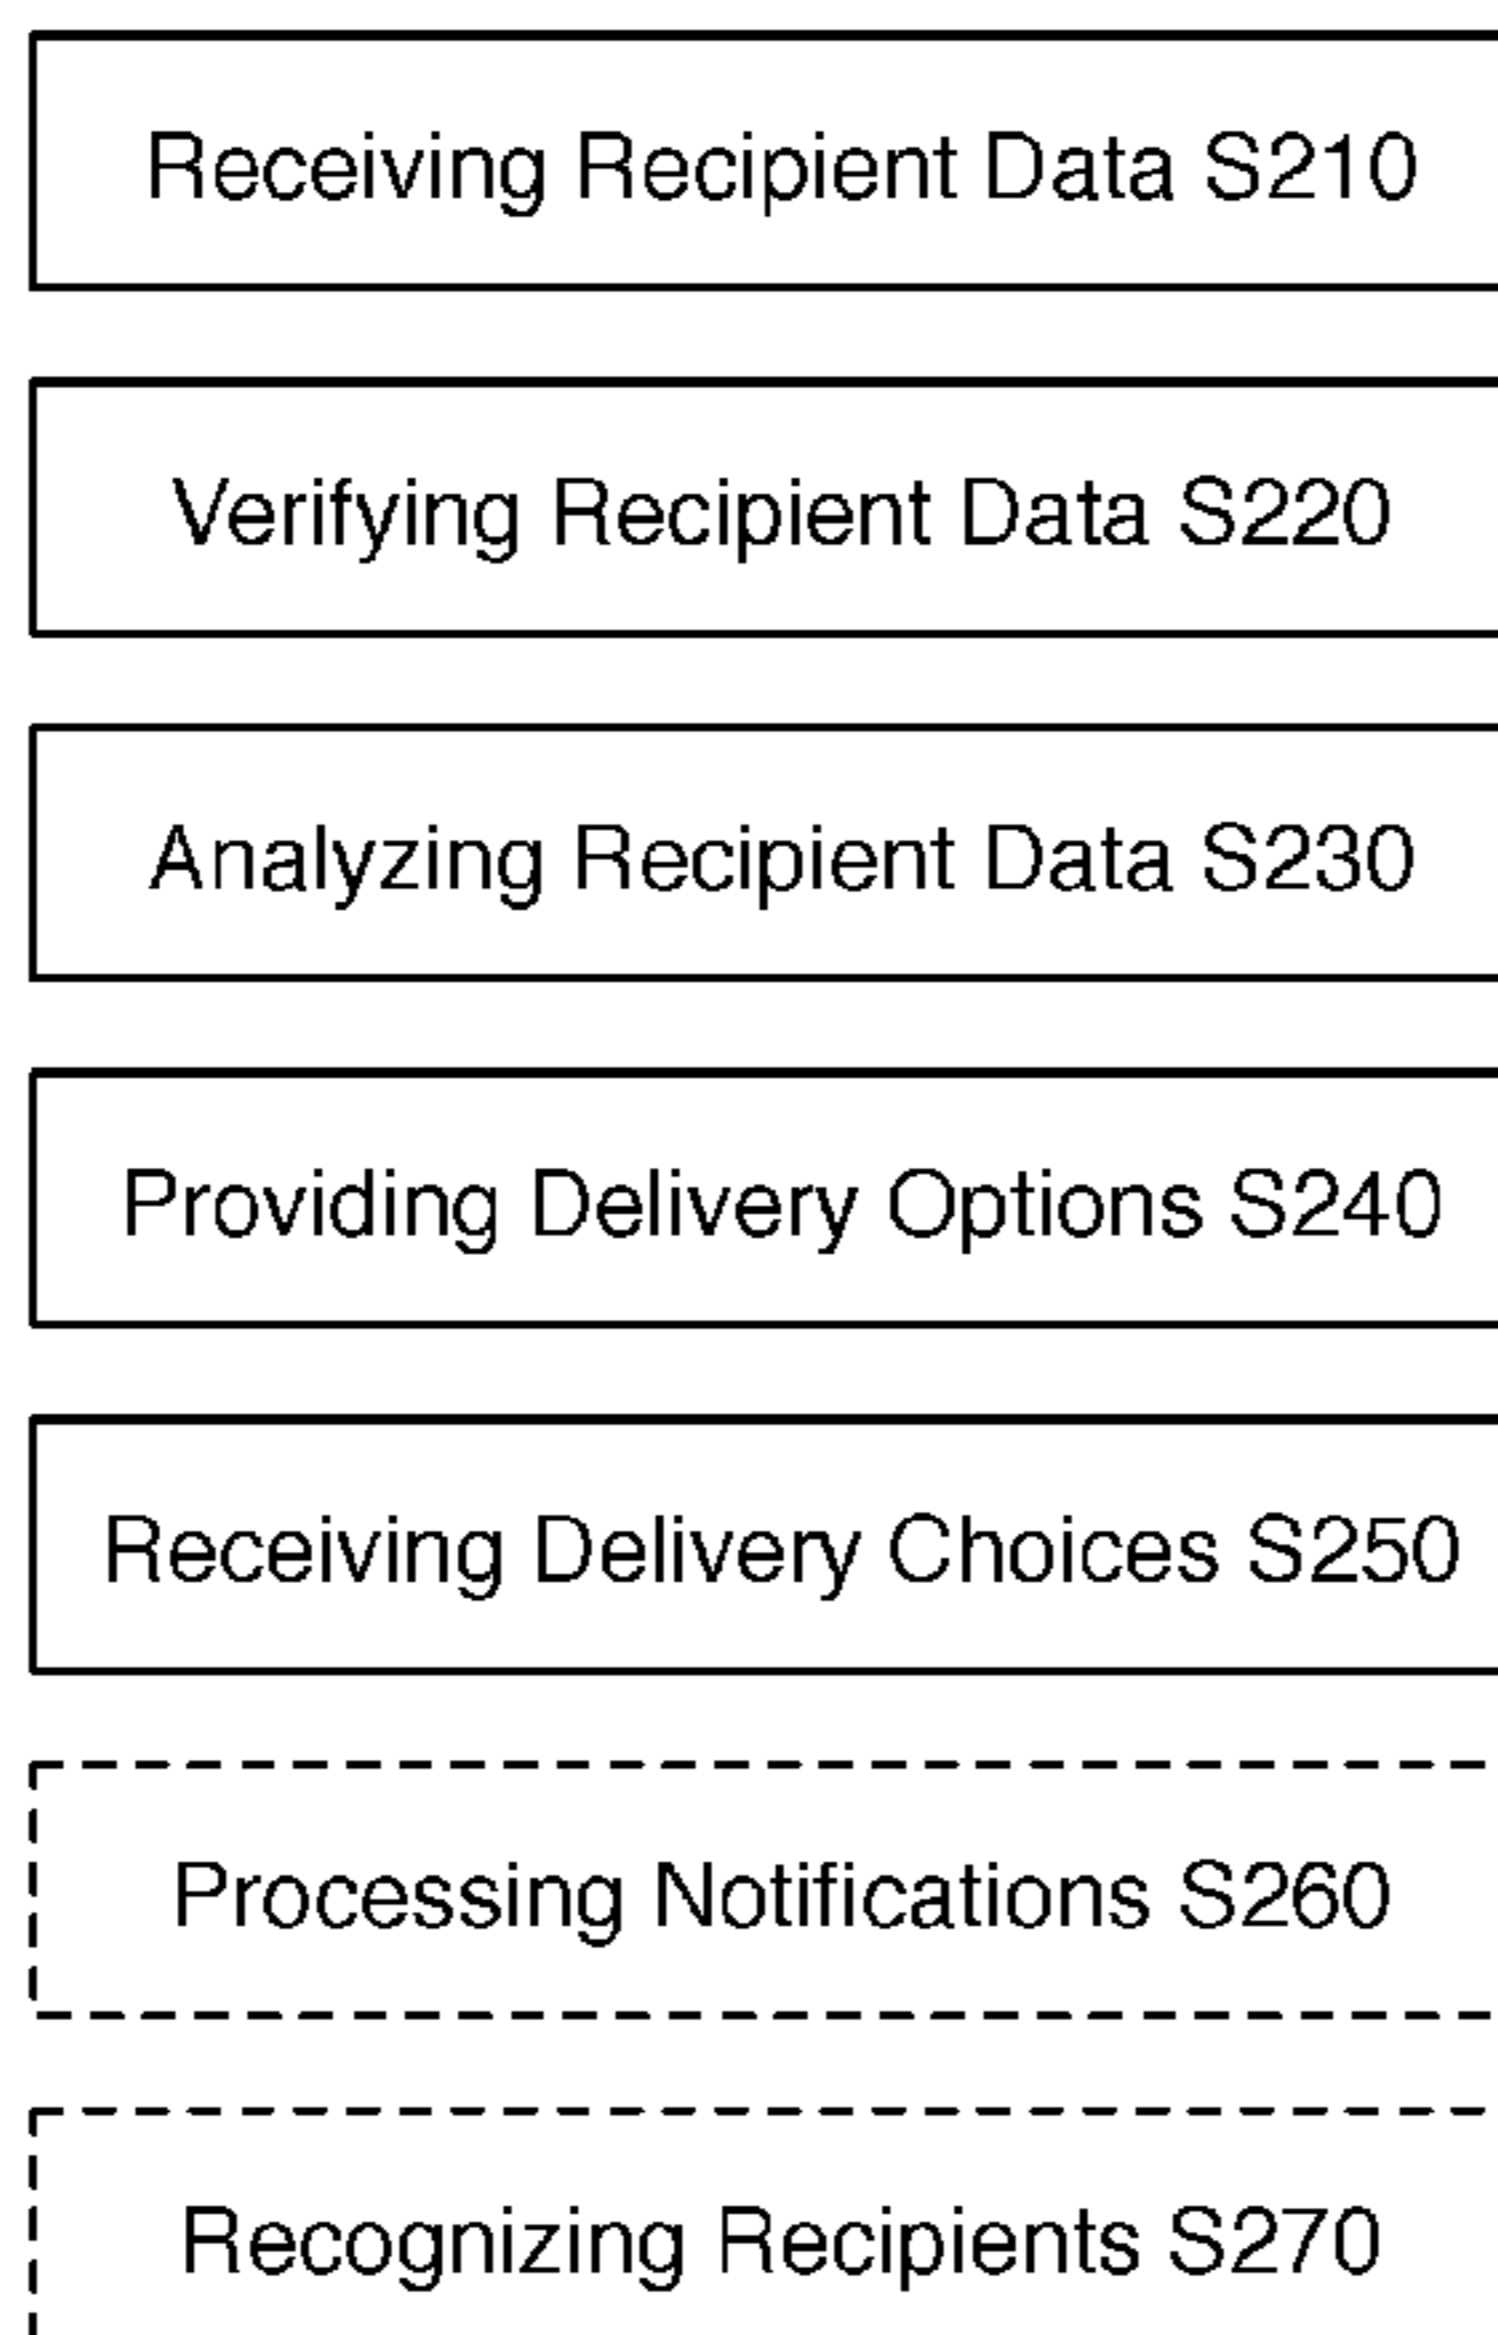 Receiving Recipient Data S210
Verifying Recipient Data S220
Analyzing Recipient Data S230
Providing Delivery Options S240
Receiving Delivery Choices S250
Processing Notifications S260
Recognizing Recipients S270